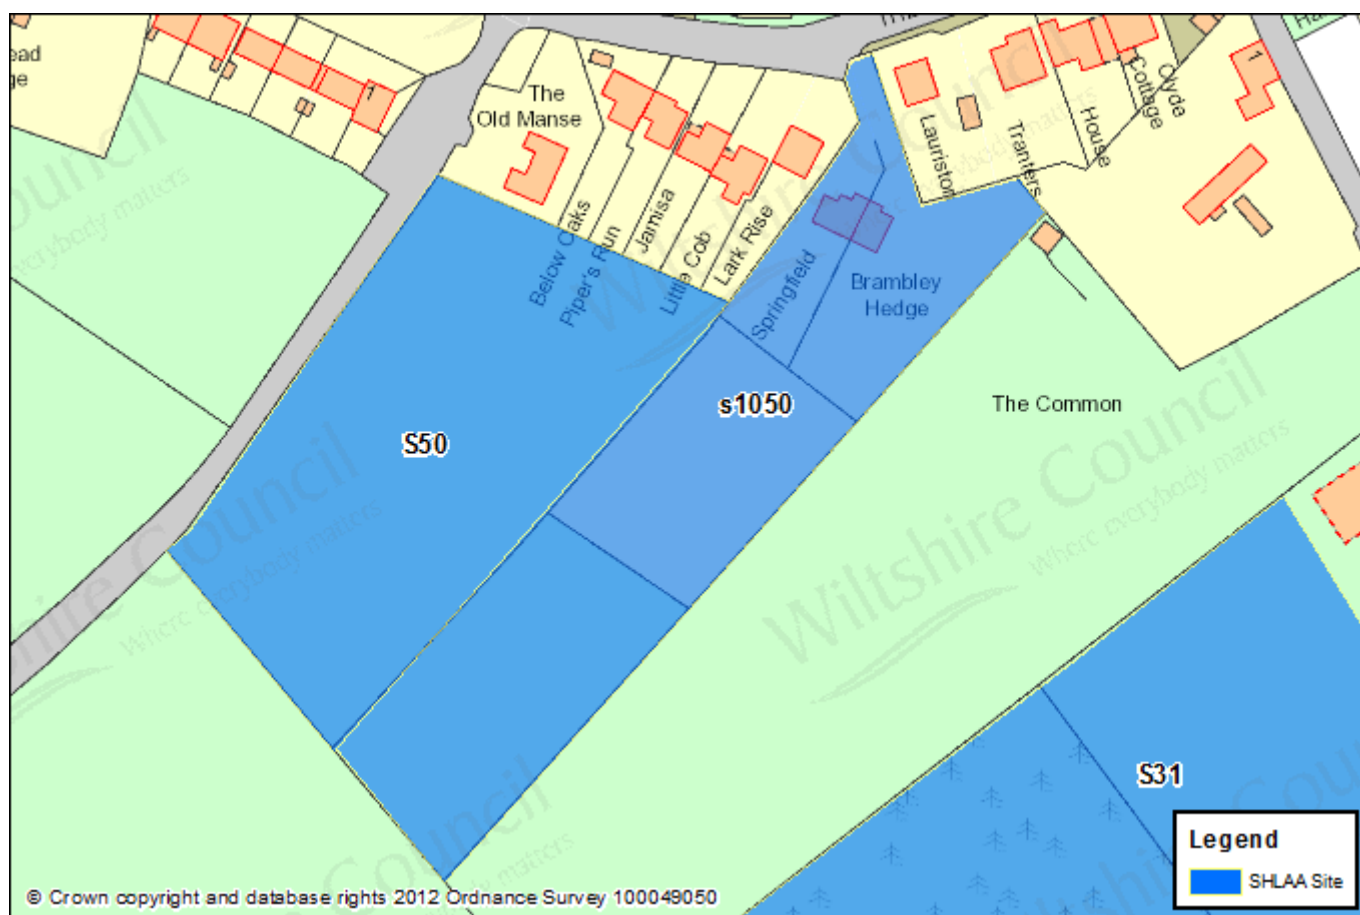 ead
ge
1
The
Old Manse
Below Oaks
Piper's Run
Jamisa
Little Cob
Lark Rise
Springfield
Brambley
Hedge
Lauriston
Tranters
House
Cottage
Clyde
1
The Common
S50
s1050
S31
Wiltshire Council
Where everybody matters
Legend
SHLAA Site
© Crown copyright and database rights 2012 Ordnance Survey 100049050